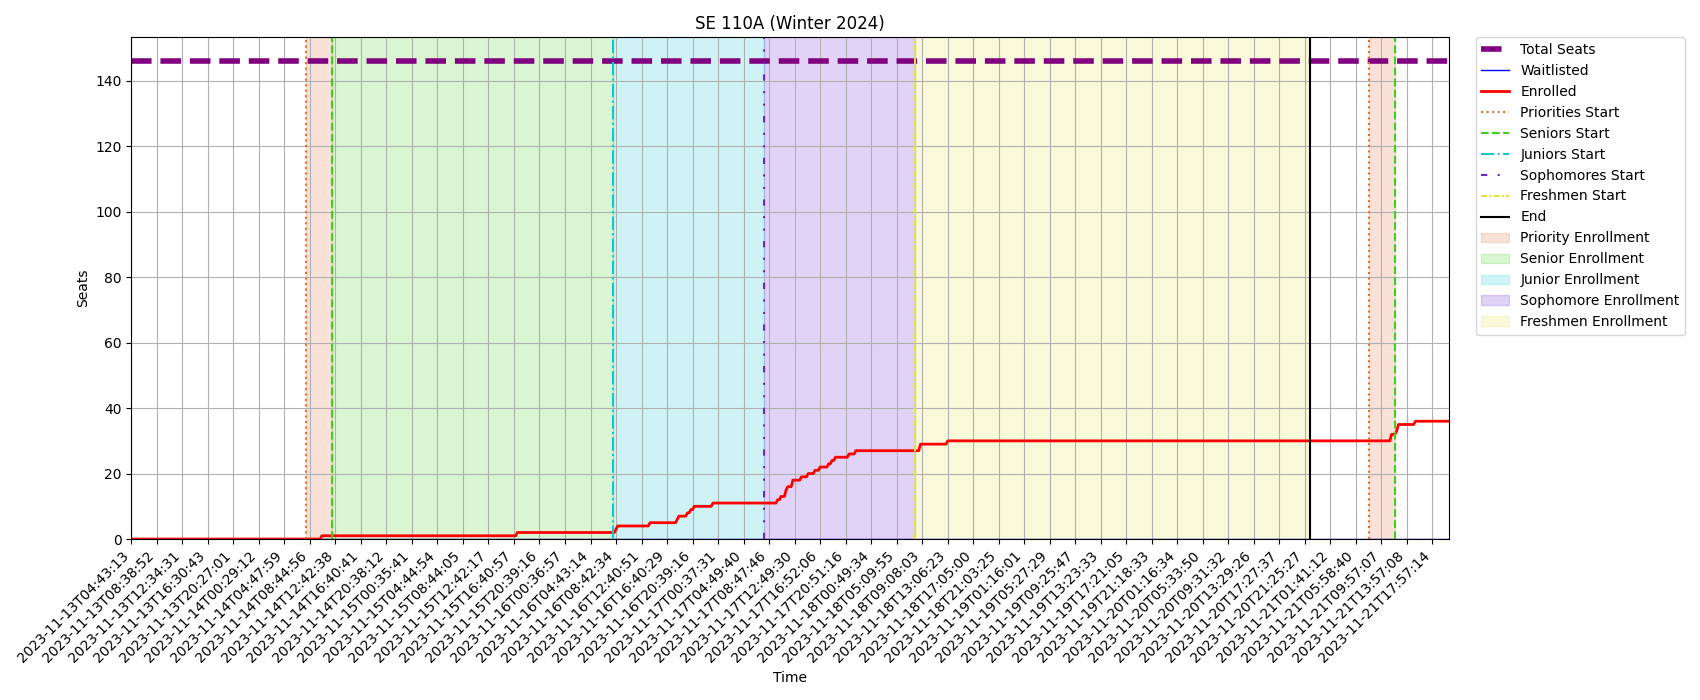 SE 110A (Winter 2024)
Seats
140
120
100
80
60
40
20
0
2023-11-13T04:43:13
2023-11-13T08:38:52
2023-11-13T12:34:31
2023-11-13T16:30:43
2023-11-13T20:27:01
2023-11-14T00:29:12
2023-11-14T04:47:59
2023-11-14T08:44:56
2023-11-14T12:42:38
2023-11-14T16:40:41
2023-11-14T20:38:12
2023-11-15T00:35:41
2023-11-15T04:44:54
2023-11-15T08:44:05
2023-11-15T12:42:17
2023-11-15T16:40:57
2023-11-15T20:39:16
2023-11-16T00:36:57
2023-11-16T04:43:14
2023-11-16T08:42:34
2023-11-16T12:40:51
2023-11-16T16:40:29
2023-11-16T20:39:16
2023-11-17T00:37:31
2023-11-17T04:49:40
2023-11-17T08:47:46
2023-11-17T12:49:30
2023-11-17T16:52:06
2023-11-17T20:51:16
2023-11-18T00:49:34
2023-11-18T05:09:55
2023-11-18T09:08:03
2023-11-18T13:06:23
2023-11-18T17:05:00
2023-11-18T21:03:25
2023-11-19T01:16:01
2023-11-19T05:27:29
2023-11-19T09:25:47
2023-11-19T13:23:33
2023-11-19T17:21:05
2023-11-19T21:18:33
2023-11-20T01:16:34
2023-11-20T05:33:50
2023-11-20T09:31:32
2023-11-20T13:29:26
2023-11-20T17:27:37
2023-11-20T21:25:27
2023-11-21T01:41:12
2023-11-21T05:58:40
2023-11-21T09:57:07
2023-11-21T13:57:08
2023-11-21T17:57:14
Time
Total Seats
Waitlisted
Enrolled
Priorities Start
Seniors Start
Juniors Start
Sophomores Start
Freshmen Start
End
Priority Enrollment
Senior Enrollment
Junior Enrollment
Sophomore Enrollment
Freshmen Enrollment